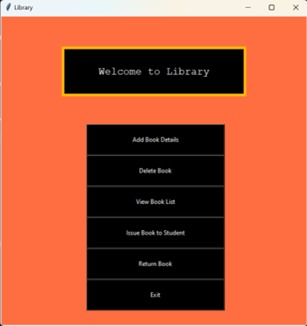 Library
Welcome to Library
Add Book Details
Delete Book
View Book List
Issue Book to Student
Return Book
Exit